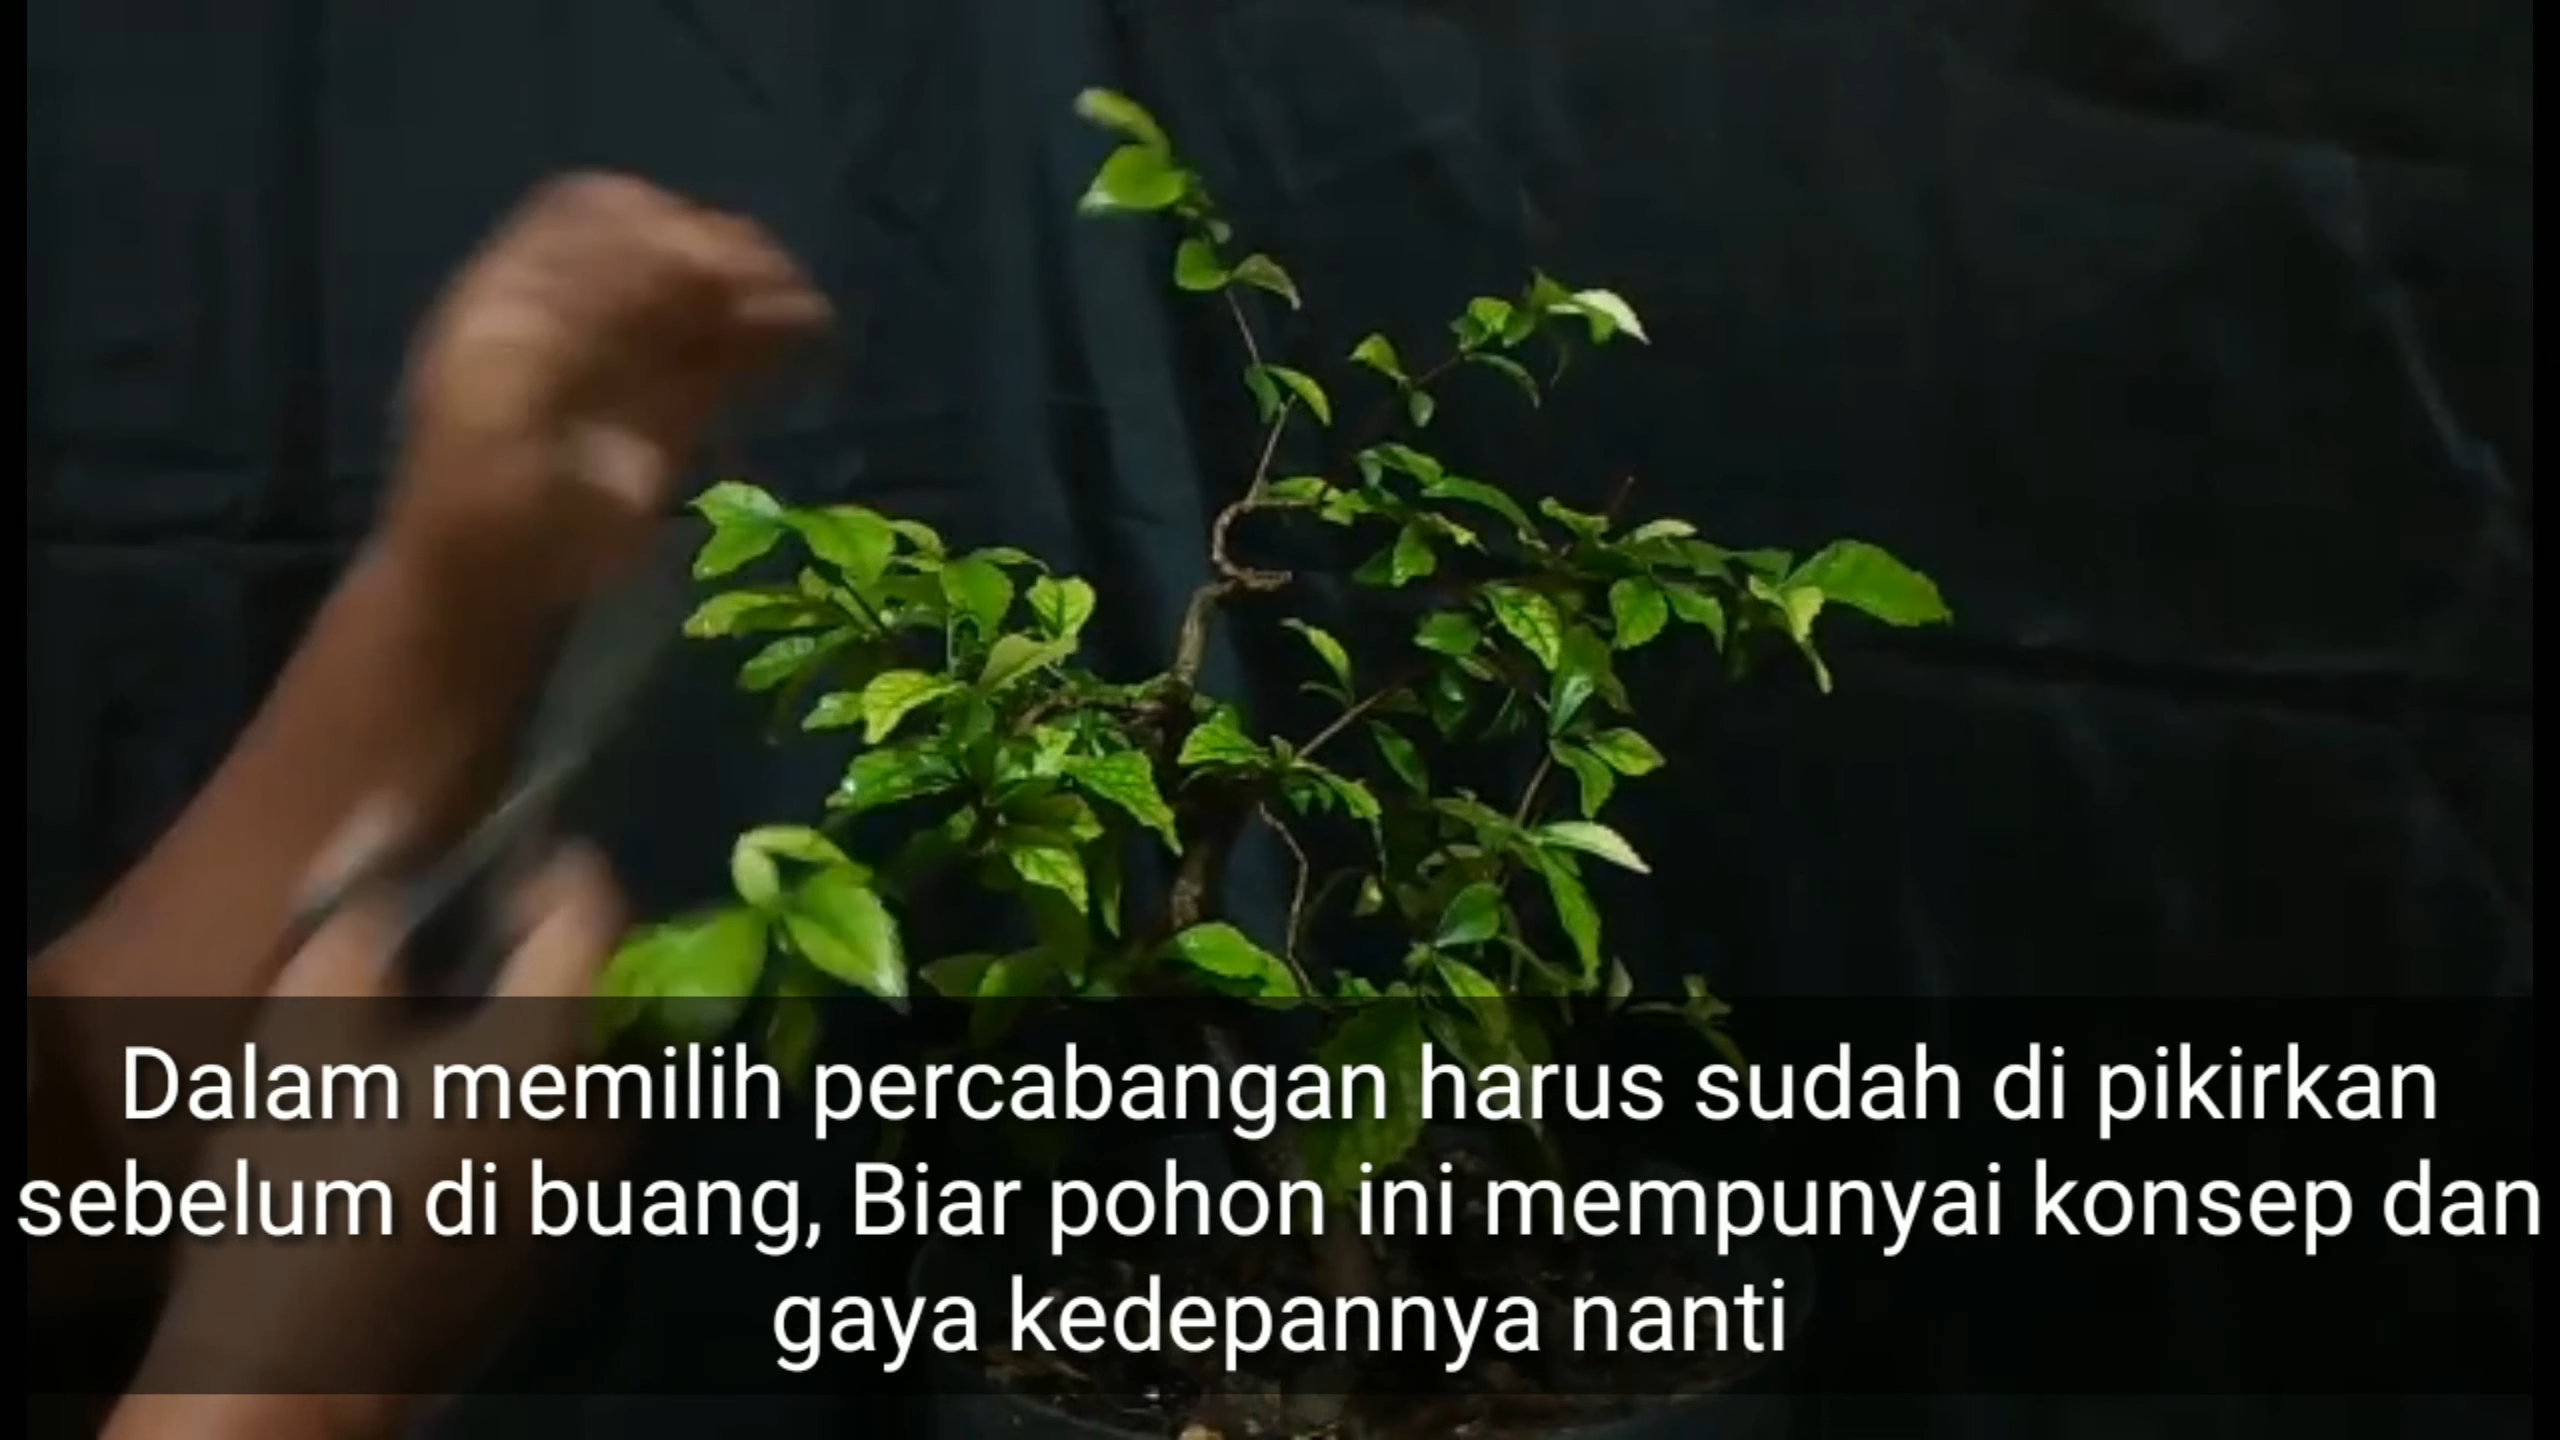 Dalam memilih percabangan harus sudah di pikirkan
sebelum di buang, Biar pohon ini mempunyai konsep dan
gaya kedepannya nanti